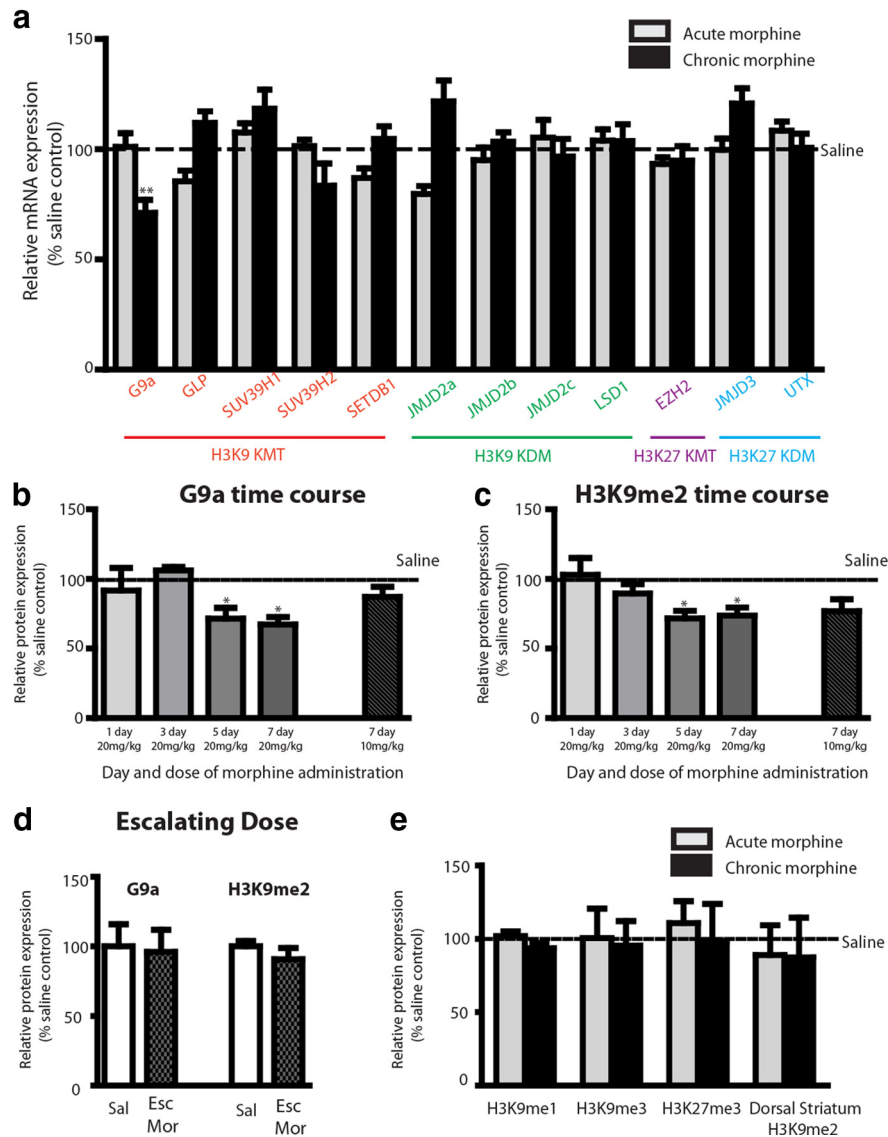 a
150
100
50
0
Relative mRNA expression
(% saline control)
Acute morphine
Chronic morphine
Saline
**
G9a
GLP
SUV39H1
SUV39H2
SETDB1
JMJD2a
JMJD2b
JMJD2c
LSD1
EZH2
JMJD3
UTX
H3K9 KMT
H3K9 KDM
H3K27 KMT
H3K27 KDM
b
G9a time course
150
100
50
0
Relative protein expression
(% saline control)
Saline
*
*
1 day
20mg/kg
3 day
20mg/kg
5 day
20mg/kg
7 day
20mg/kg
7 day
10mg/kg
Day and dose of morphine administration
c
H3K9me2 time course
150
100
50
0
Relative protein expression
(% saline control)
Saline
*
*
1 day
20mg/kg
3 day
20mg/kg
5 day
20mg/kg
7 day
20mg/kg
7 day
10mg/kg
Day and dose of morphine administration
d
Escalating Dose
150
100
50
0
Relative protein expression
(% saline control)
G9a
H3K9me2
Sal
Esc
Mor
Sal
Esc
Mor
e
Acute morphine
Chronic morphine
150
100
50
0
Relative protein expression
(% saline control)
Saline
H3K9me1
H3K9me3
H3K27me3
Dorsal Striatum
H3K9me2